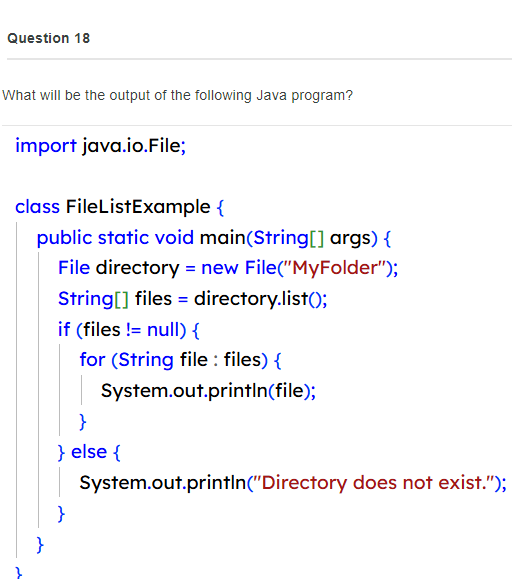 Question 18
What will be the output of the following Java program?
import java.io.File;
class FileListExample {
public static void main(String[] args) {
File directory = new File("MyFolder");
String[] files = directory.list();
if (files != null) {
for (String file : files) {
System.out.println(file);
}
} else {
System.out.println("Directory does not exist.");
}
}
}